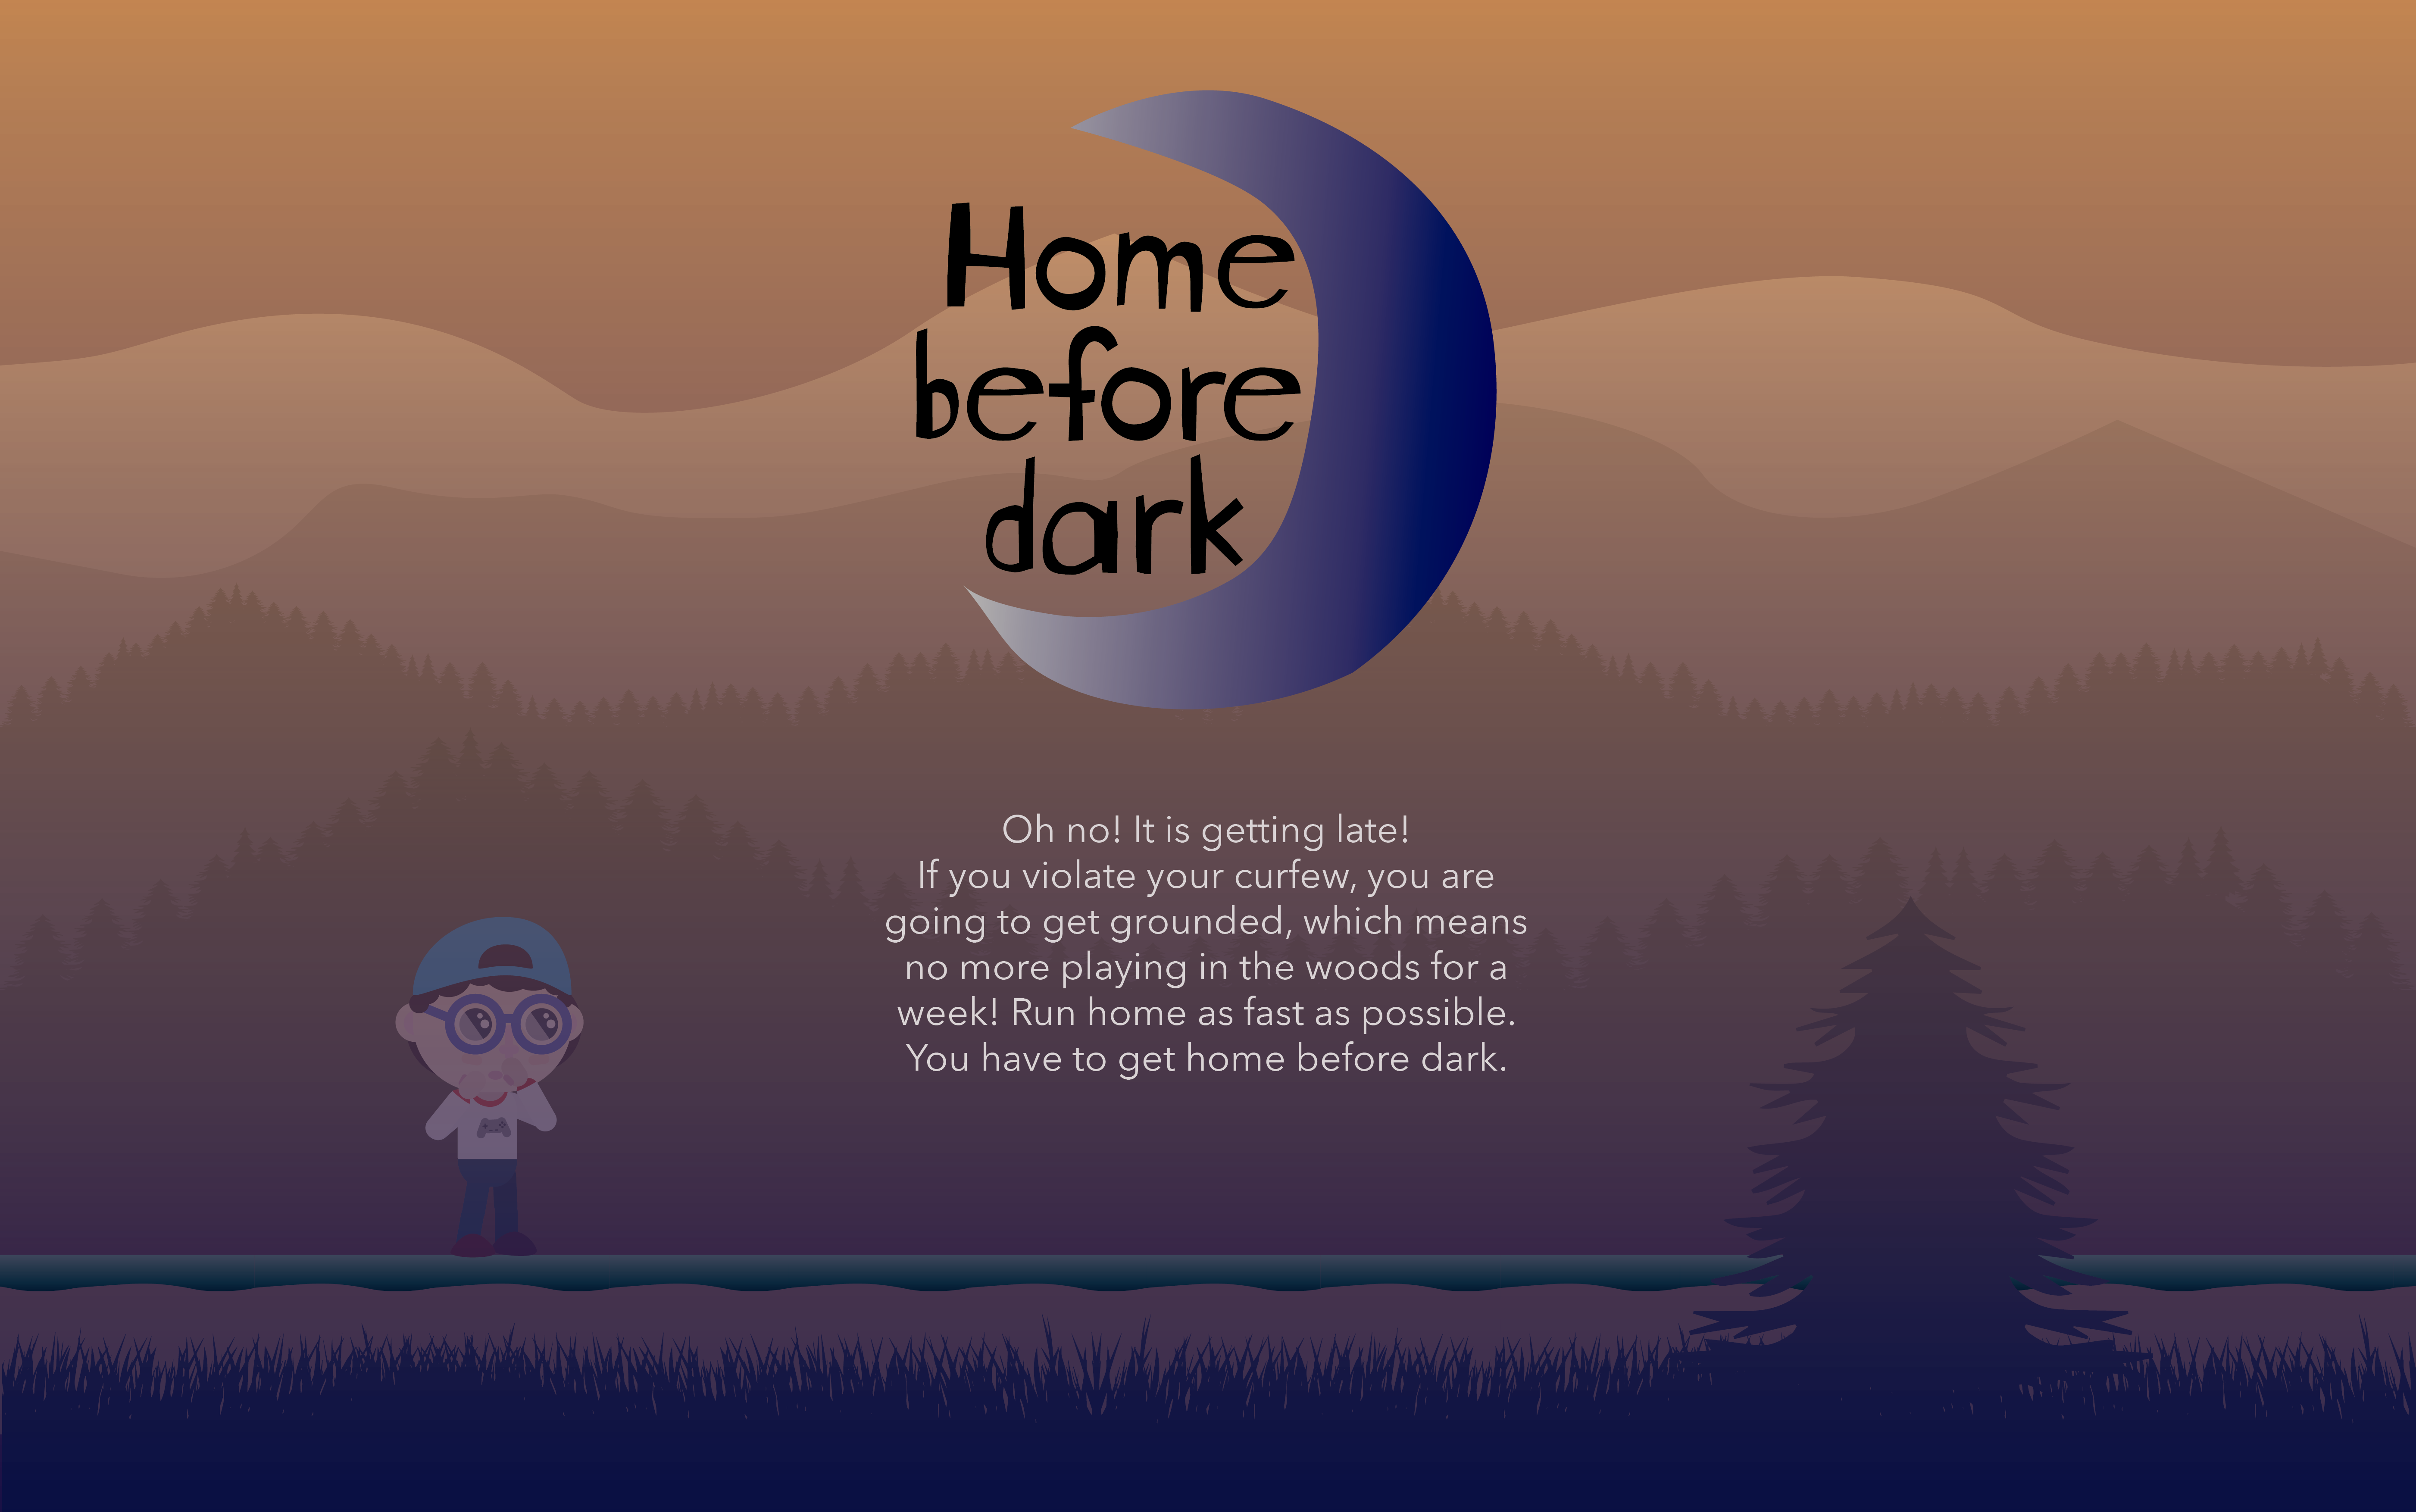 Home
before
dark
Oh no! It is getting late!
If you violate your curfew, you are
going to get grounded, which means
no more playing in the woods for a
week! Run home as fast as possible.
You have to get home before dark.